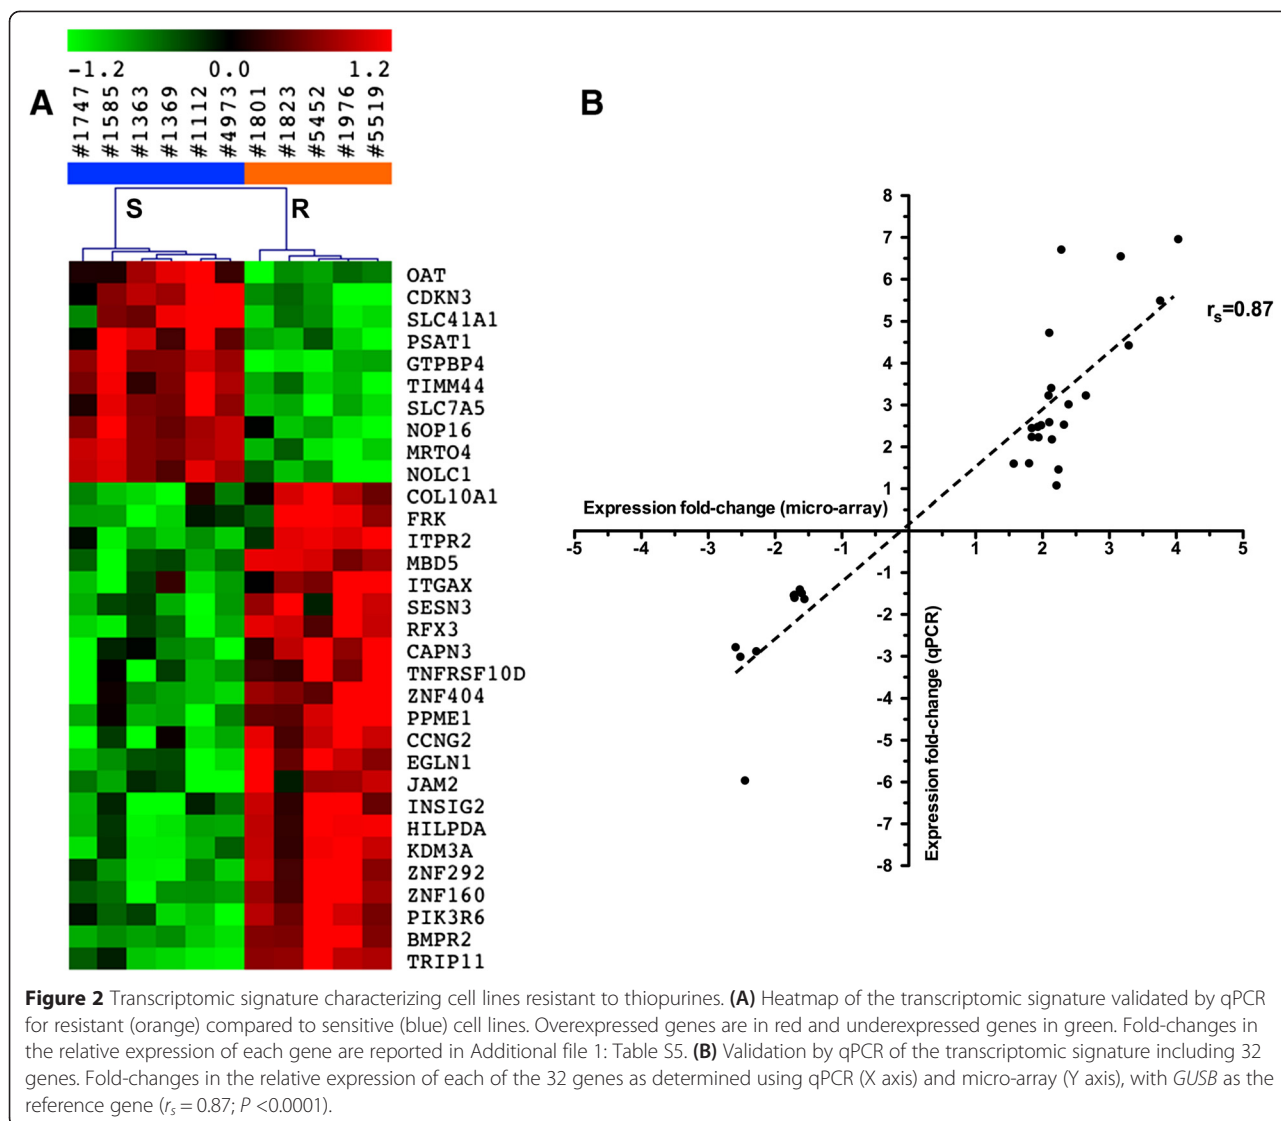 -1.2 0.0 1.2
A
#1747 #1585 #1363 #1369 #1112 #4973 #1801 #1823 #5452 #1976 #5519
S R
OAT
CDKN3
SLC41A1
PSAT1
GTPBP4
TIMM44
SLC7A5
NOP16
MRTO4
NOLC1
COL10A1
FRK
ITPR2
MBD5
ITGAX
SESN3
RFX3
CAPN3
TNFRSF10D
ZNF404
PPME1
CCNG2
EGLN1
JAM2
INSIG2
HILPDA
KDM3A
ZNF292
ZNF160
PIK3R6
BMPR2
TRIP11
B
8
7
6
5
4
3
2
1
-1
-2
-3
-4
-5
-6
-7
-8
rs=0.87
Expression fold-change (micro-array)
-5 -4 -3 -2 -1 1 2 3 4 5
Expression fold-change (qPCR)
Figure 2 Transcriptomic signature characterizing cell lines resistant to thiopurines. (A) Heatmap of the transcriptomic signature validated by qPCR
for resistant (orange) compared to sensitive (blue) cell lines. Overexpressed genes are in red and underexpressed genes in green. Fold-changes in
the relative expression of each gene are reported in Additional file 1: Table S5. (B) Validation by qPCR of the transcriptomic signature including 32
genes. Fold-changes in the relative expression of each of the 32 genes as determined using qPCR (X axis) and micro-array (Y axis), with GUSB as the
reference gene (rs = 0.87; P <0.0001).